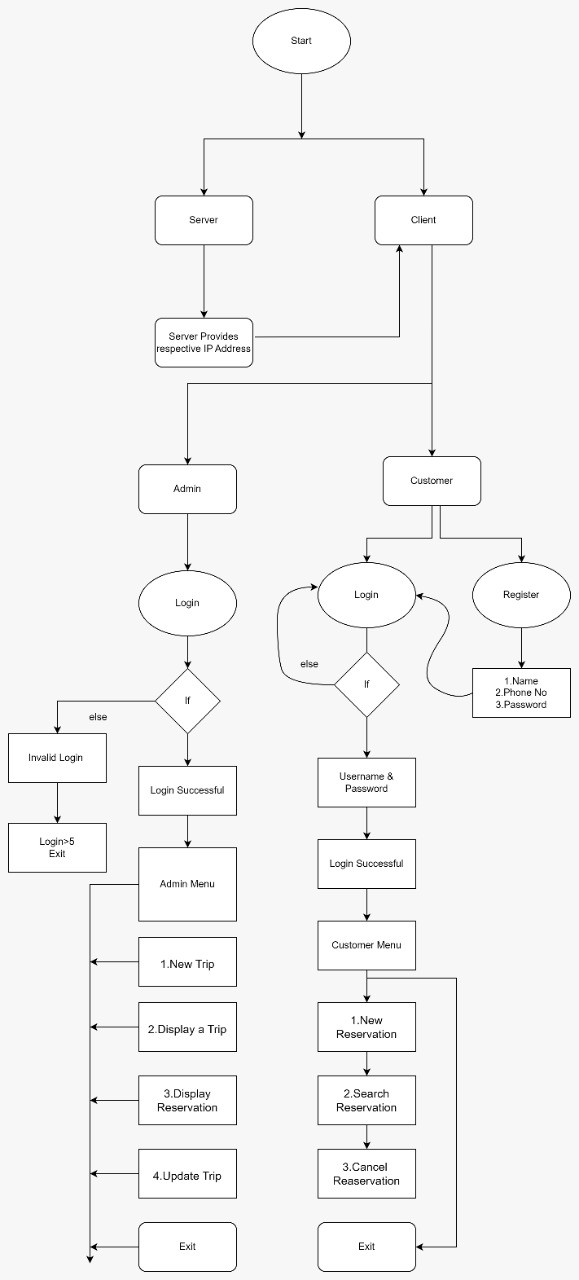 Start
Server
Client
Server Provides
respective IP Address
Admin
Customer
Login
Login
Register
If
else
Invalid Login
Login>5
Exit
Login Successful
Admin Menu
1.New Trip
2.Display a Trip
3.Display
Reservation
4.Update Trip
Exit
else
If
1.Name
2.Phone No
3.Password
Username &
Password
Login Successful
Customer Menu
1.New
Reservation
2.Search
Reservation
3.Cancel
Reaservation
Exit